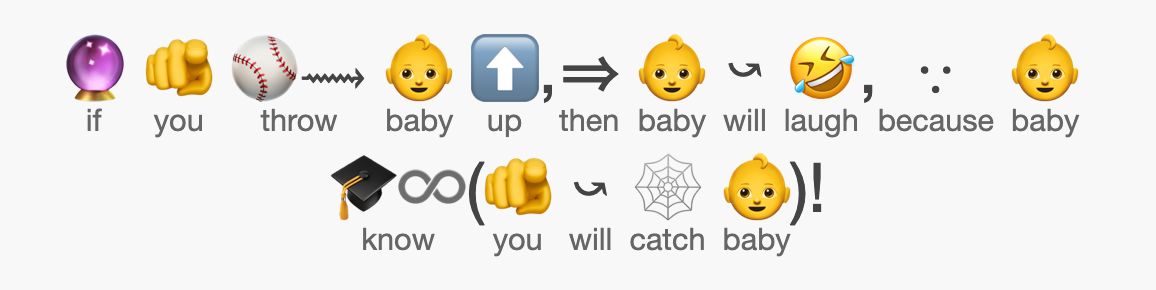 🔮 🫵 ⚾⟿ 👶 ⬆️, ⇒ 👶 ⤻ 🤣, ∵ 👶
if you throw baby up then baby will laugh because baby
🎓♾(🫵 ⤻ 🕸 👶)!
know you will catch baby